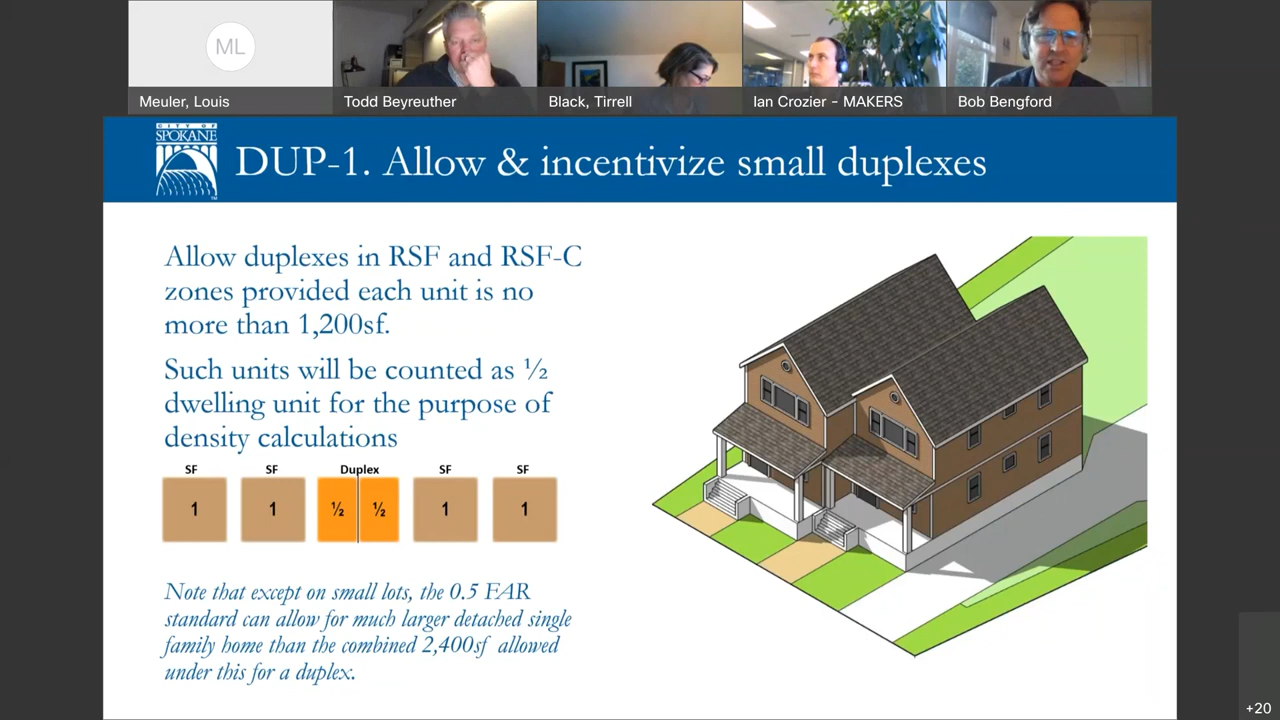 ML
Meuler, Louis
Todd Beyreuther
Black, Tirrell
Ian Crozier - MAKERS
Bob Bengford
CITY OF
SPOKANE
DUP-1. Allow & incentivize small duplexes
Allow duplexes in RSF and RSF-C
zones provided each unit is no
more than 1,200sf.
Such units will be counted as ½
dwelling unit for the purpose of
density calculations
SF SF Duplex SF SF
1 1 ½ ½ 1 1
Note that except on small lots, the 0.5 FAR
standard can allow for much larger detached single
family home than the combined 2,400sf allowed
under this for a duplex.
+20